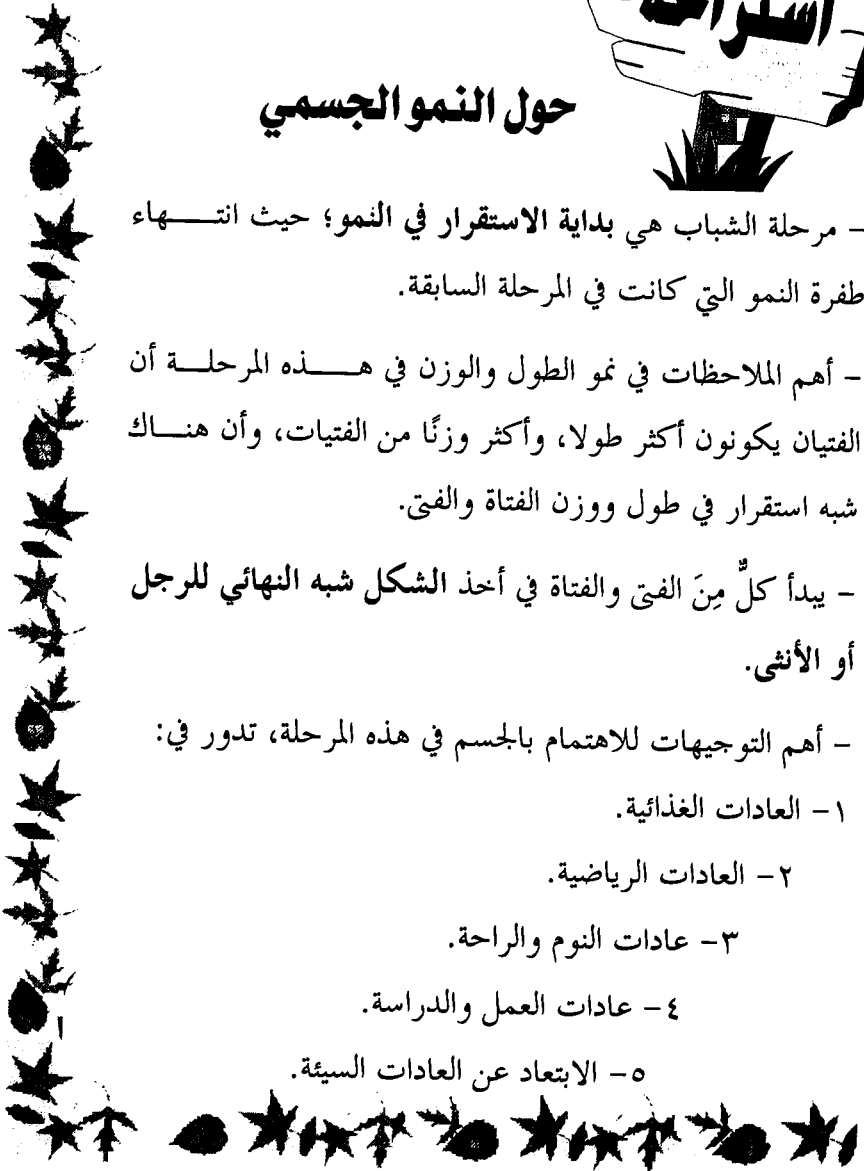 استراحة
حول النمو الجسمي
– مرحلة الشباب هي بداية الاستقرار في النمو؛ حيث انتهاء
طفرة النمو التي كانت في المرحلة السابقة.
– أهم الملاحظات في نمو الطول والوزن في هذه المرحلة أن
الفتيان يكونون أكثر طولا، وأكثر وزنًا من الفتيات، وأن هناك
شبه استقرار في طول ووزن الفتاة والفتى.
– يبدأ كلٌّ مِنَ الفتى والفتاة في أخذ الشكل شبه النهائي للرجل
أو الأنثى.
– أهم التوجيهات للاهتمام بالجسم في هذه المرحلة، تدور في:
١– العادات الغذائية.
٢– العادات الرياضية.
٣– عادات النوم والراحة.
٤– عادات العمل والدراسة.
٥– الابتعاد عن العادات السيئة.